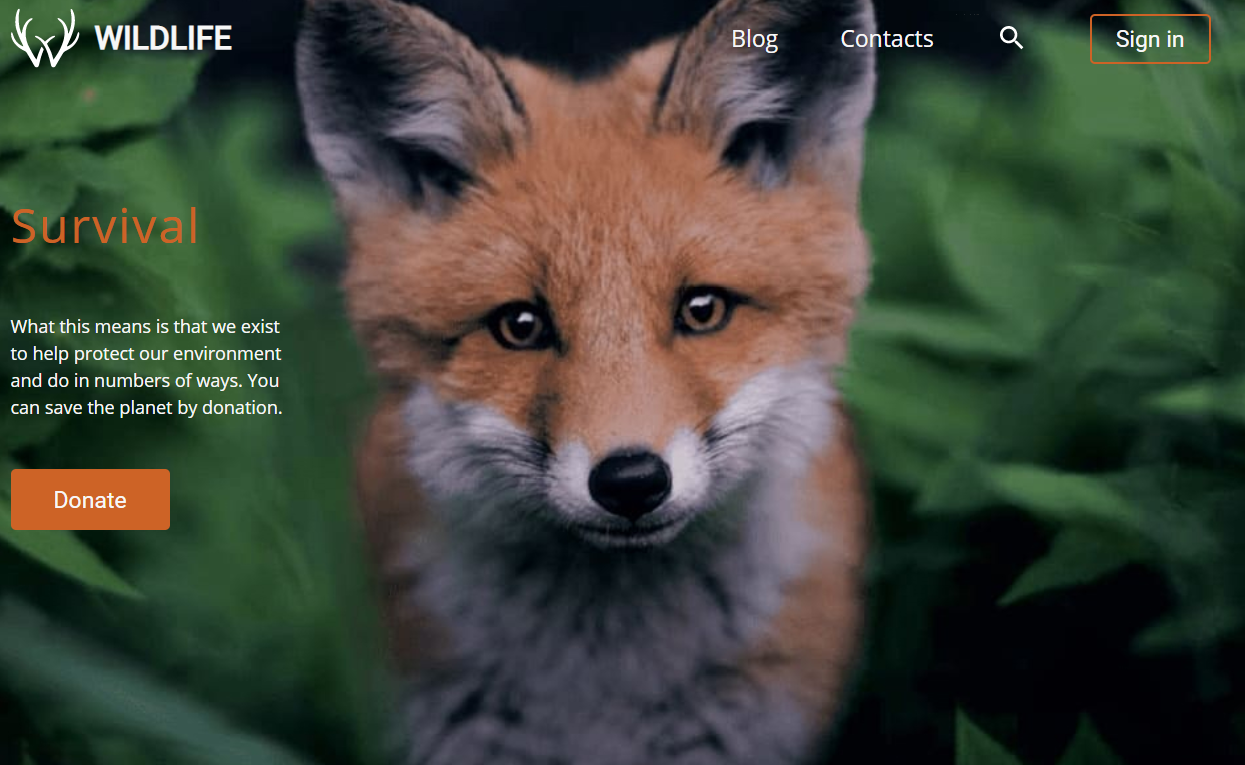 WILDLIFE
Blog
Contacts
Sign in
Survival
What this means is that we exist
to help protect our environment
and do in numbers of ways. You
can save the planet by donation.
Donate